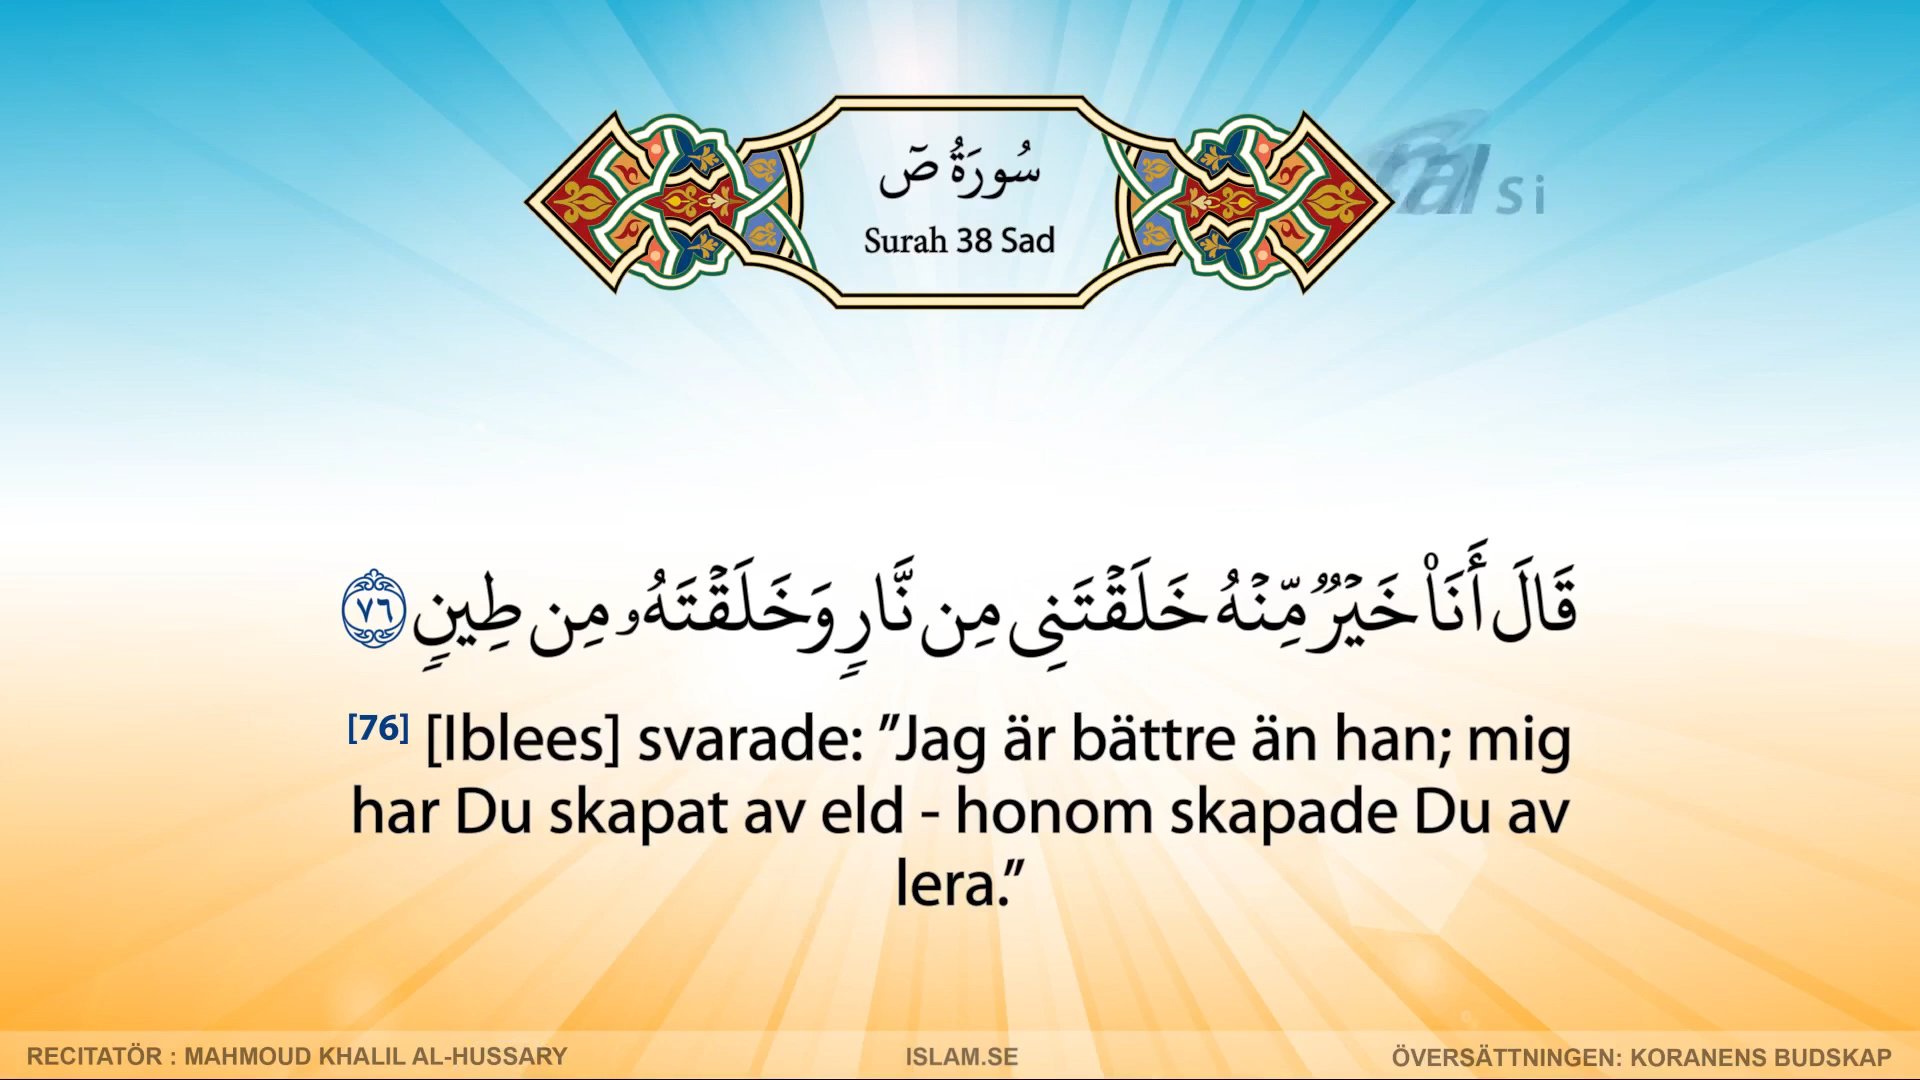 سُورَةُ صٓ
Surah 38 Sad
قَالَ أَنَا۠ خَيْرٌ مِّنْهُ خَلَقْتَنِى مِن نَّارٍ وَخَلَقْتَهُۥ مِن طِينٍ ٧٦
[76] [Iblees] svarade: ”Jag är bättre än han; mig
har Du skapat av eld - honom skapade Du av
lera.”
RECITATÖR : MAHMOUD KHALIL AL-HUSSARY
ISLAM.SE
ÖVERSÄTTNINGEN: KORANENS BUDSKAP